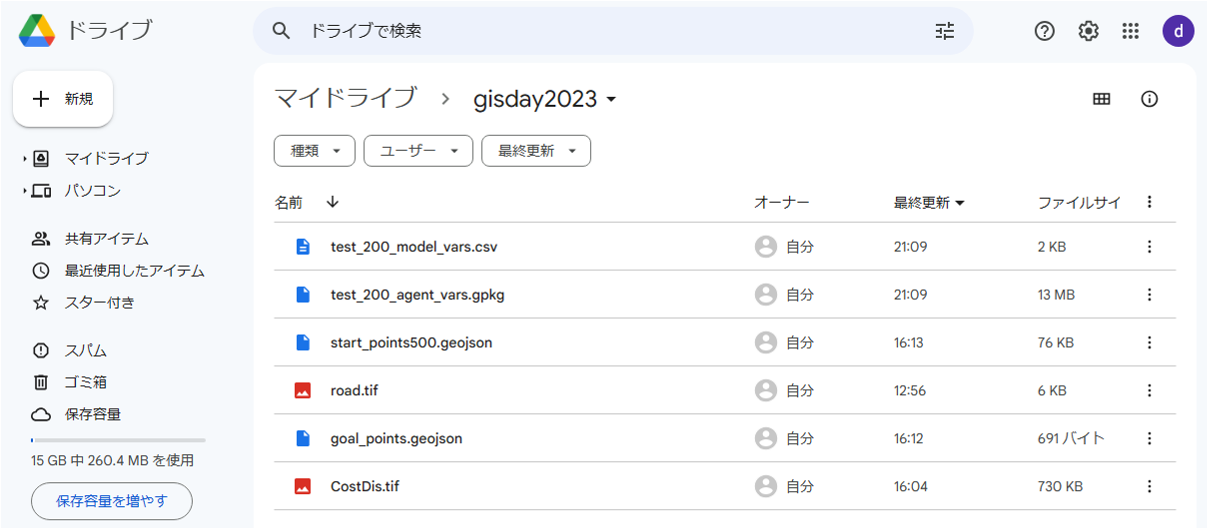 ドライブ
ドライブで検索
d
新規
マイドライブ
パソコン
共有アイテム
最近使用したアイテム
スター付き
スパム
ゴミ箱
保存容量
15 GB 中 260.4 MB を使用
保存容量を増やす
マイドライブ > gisday2023
種類 ユーザー 最終更新
名前 オーナー 最終更新 ファイルサイ
test_200_model_vars.csv 自分 21:09 2 KB
test_200_agent_vars.gpkg 自分 21:09 13 MB
start_points500.geojson 自分 16:13 76 KB
road.tif 自分 12:56 6 KB
goal_points.geojson 自分 16:12 691 バイト
CostDis.tif 自分 16:04 730 KB